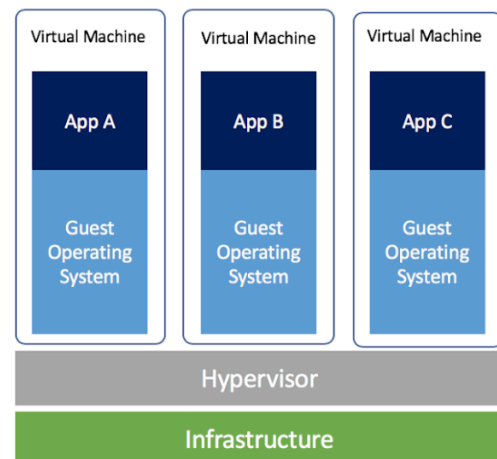 Virtual Machine
App A
Guest
Operating
System
Virtual Machine
App B
Guest
Operating
System
Virtual Machine
App C
Guest
Operating
System
Hypervisor
Infrastructure